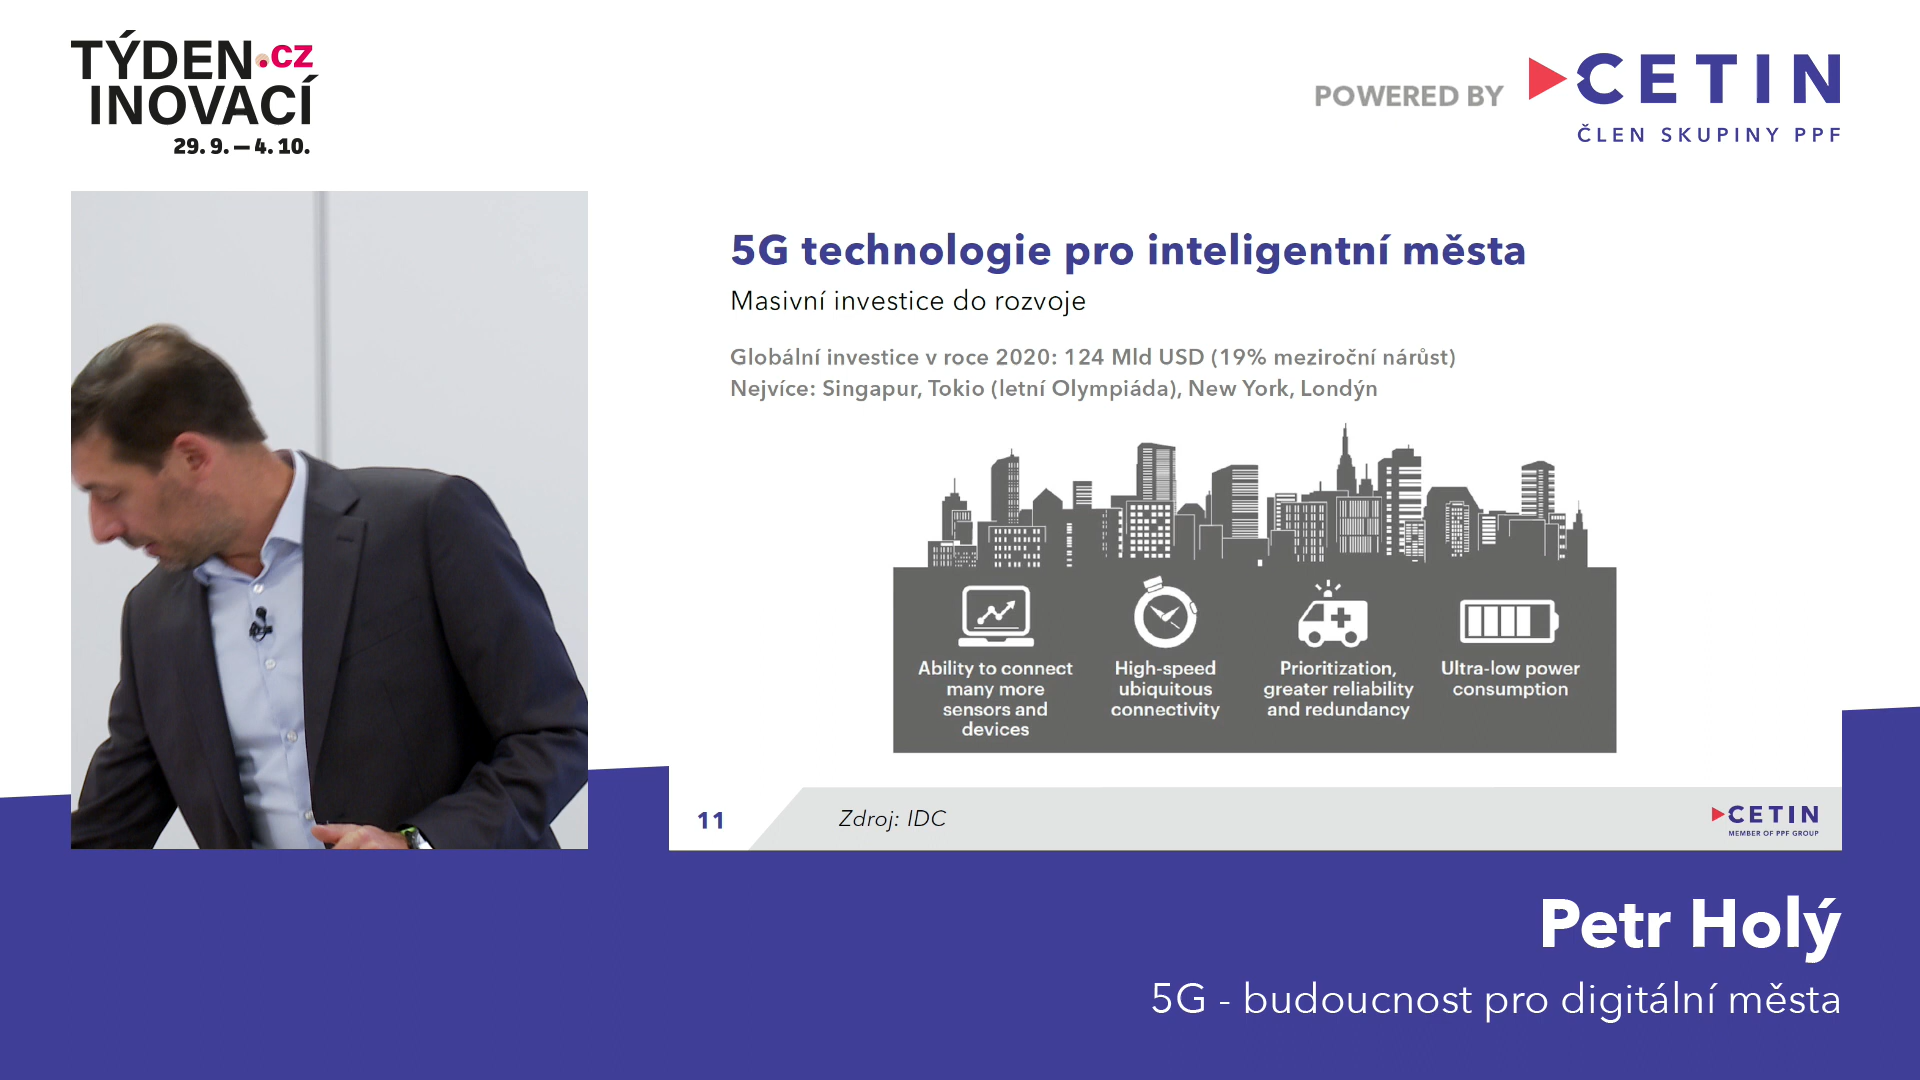 TÝDEN.cz
INOVACÍ
29. 9. — 4. 10.
POWERED BY
CETIN
ČLEN SKUPINY PPF
5G technologie pro inteligentní města
Masivní investice do rozvoje
Globální investice v roce 2020: 124 Mld USD (19% meziroční nárůst)
Nejvíce: Singapur, Tokio (letní Olympiáda), New York, Londýn
Ability to connect
many more
sensors and
devices
High-speed
ubiquitous
connectivity
Prioritization,
greater reliability
and redundancy
Ultra-low power
consumption
11
Zdroj: IDC
CETIN
MEMBER OF PPF GROUP
Petr Holý
5G - budoucnost pro digitální města